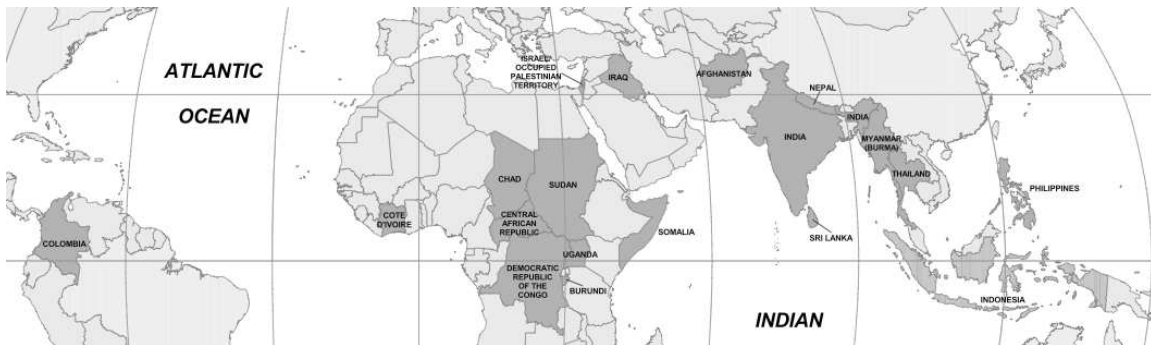 ATLANTIC
OCEAN
ISRAEL/
OCCUPIED
PALESTINIAN
TERRITORY
IRAQ
AFGHANISTAN
NEPAL
INDIA
INDIA
MYANMAR
(BURMA)
THAILAND
PHILIPPINES
CHAD
SUDAN
COTE
D'IVOIRE
CENTRAL
AFRICAN
REPUBLIC
SOMALIA
SRI LANKA
COLOMBIA
UGANDA
DEMOCRATIC
REPUBLIC
OF THE
CONGO
BURUNDI
INDONESIA
INDIAN